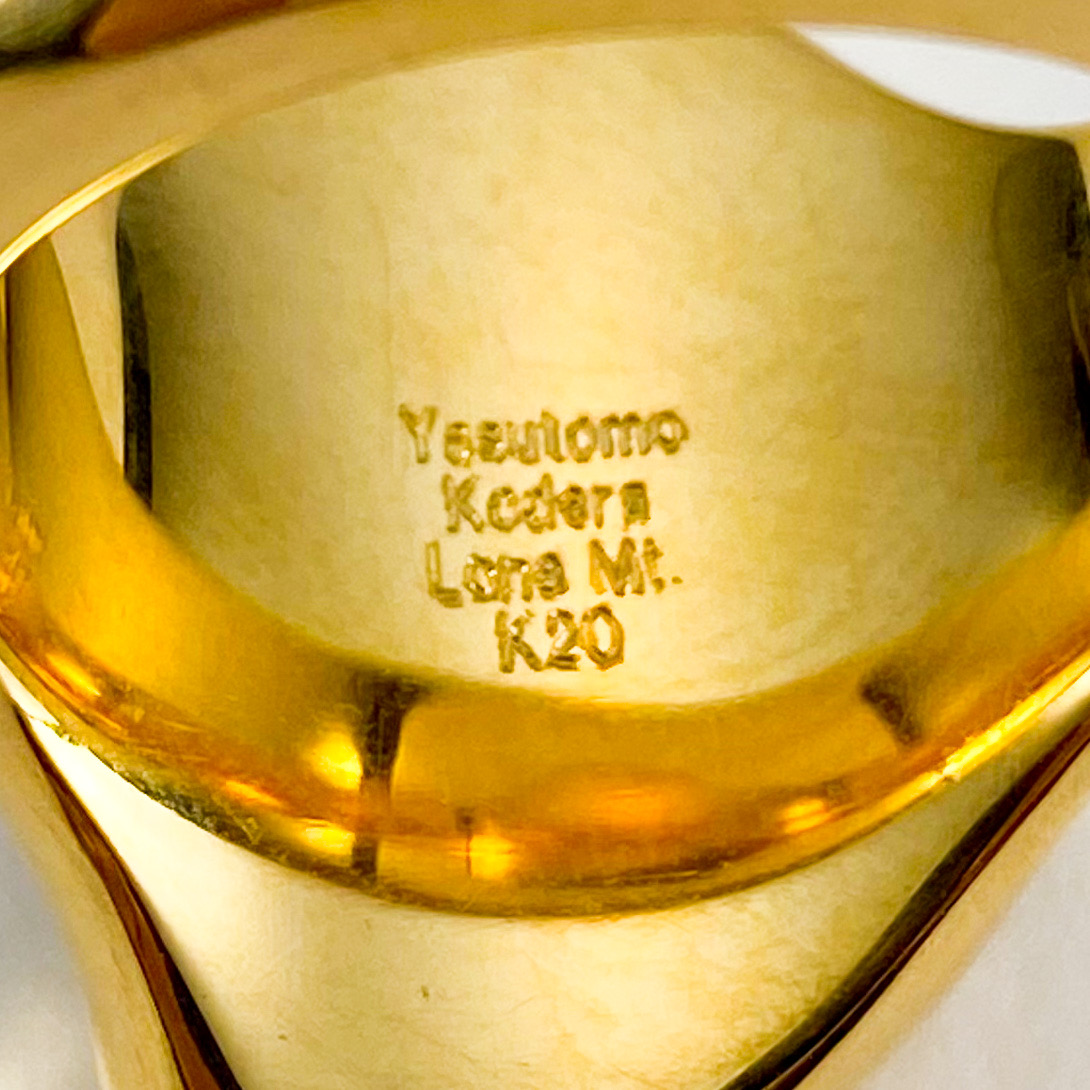 Yasutomo
Kodera
Lone Mt.
K20